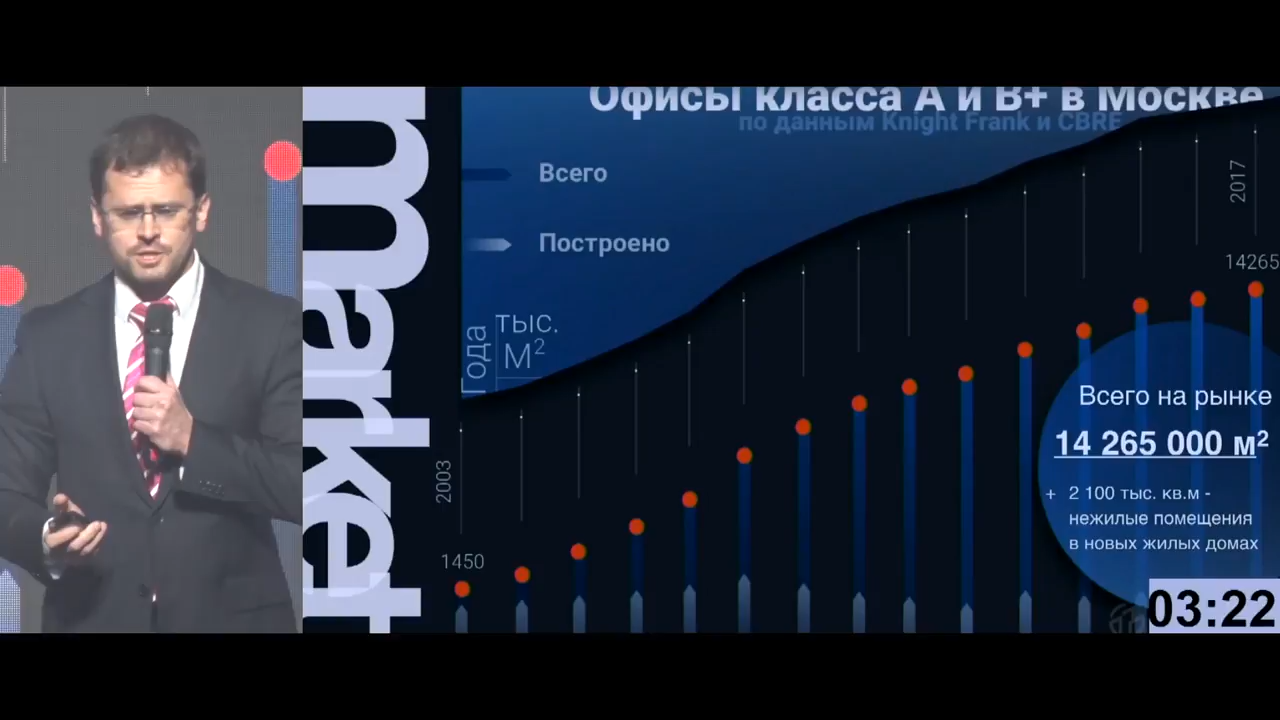 market
Офисы класса А и В+ в Москве
по данным Knight Frank и CBRE
Всего
Построено
тыс.
М²
Года
2003
1450
2017
14265
Всего на рынке
14 265 000 м²
+ 2 100 тыс. кв.м -
нежилые помещения
в новых жилых домах
03:22